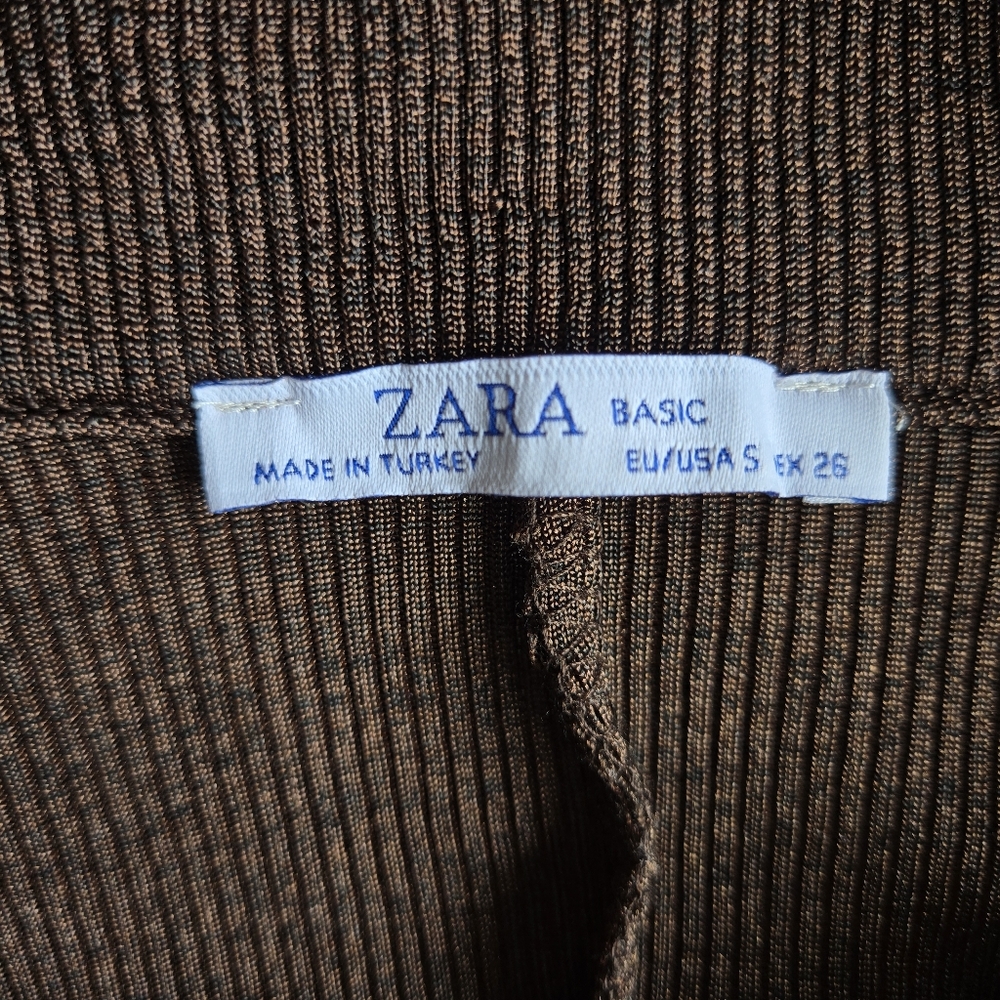 ZARA BASIC
MADE IN TURKEY EU/USA S EX 26